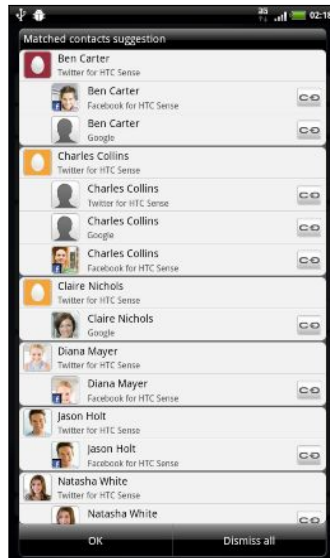 3G
02:18
Matched contacts suggestion
Ben Carter
Twitter for HTC Sense
Ben Carter
Facebook for HTC Sense
Ben Carter
Google
Charles Collins
Twitter for HTC Sense
Charles Collins
Twitter for HTC Sense
Charles Collins
Google
Charles Collins
Facebook for HTC Sense
Claire Nichols
Twitter for HTC Sense
Claire Nichols
Google
Diana Mayer
Twitter for HTC Sense
Diana Mayer
Facebook for HTC Sense
Jason Holt
Twitter for HTC Sense
Jason Holt
Facebook for HTC Sense
Natasha White
Twitter for HTC Sense
Natasha White
OK Dismiss all